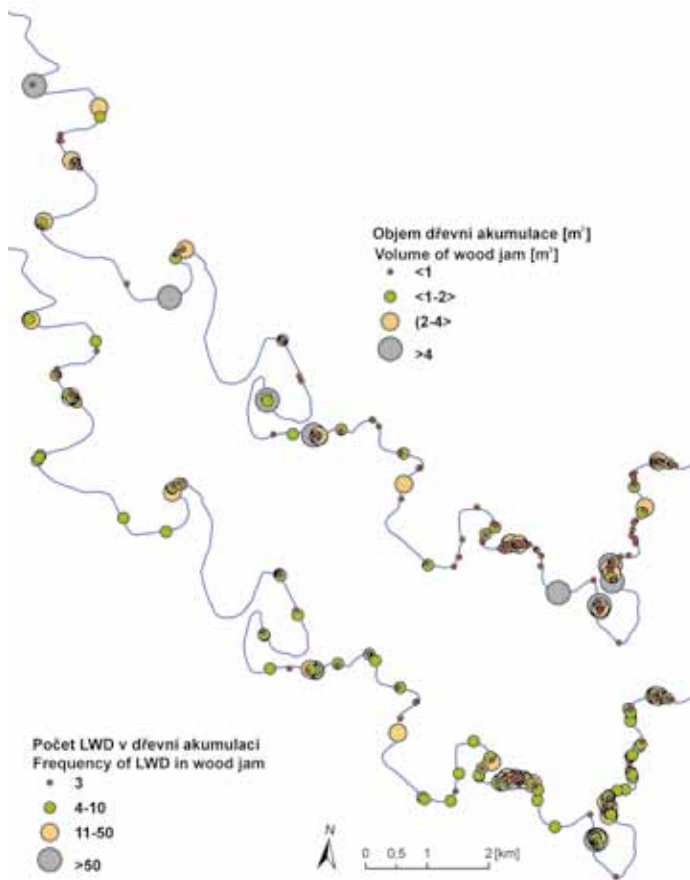 Objem dřevní akumulace [m³]
Volume of wood jam [m³]
<1
<1-2>
(2-4>
>4
Počet LWD v dřevní akumulaci
Frequency of LWD in wood jam
3
4-10
11-50
>50
N
0 0,5 1 2 [km]